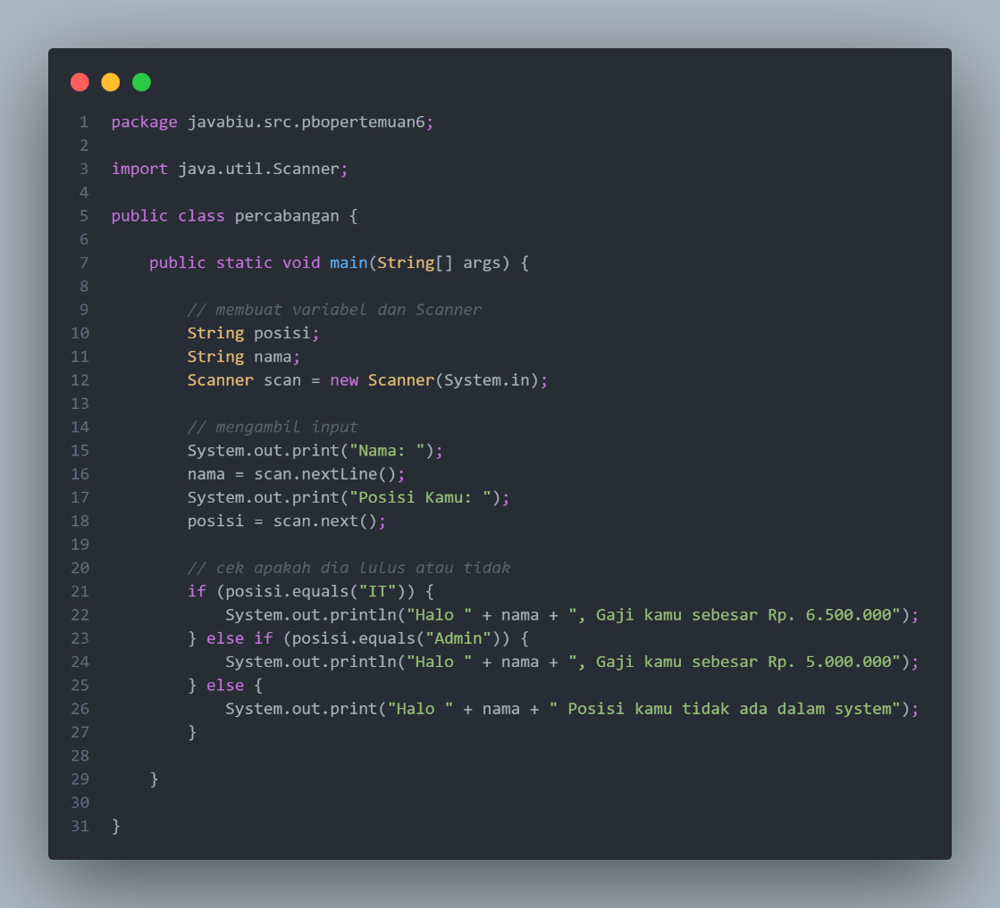 1 package javabiu.src.pbopertemuan6;
2
3 import java.util.Scanner;
4
5 public class percabangan {
6
7     public static void main(String[] args) {
8
9         // membuat variabel dan Scanner
10         String posisi;
11         String nama;
12         Scanner scan = new Scanner(System.in);
13
14         // mengambil input
15         System.out.print("Nama: ");
16         nama = scan.nextLine();
17         System.out.print("Posisi Kamu: ");
18         posisi = scan.next();
19
20         // cek apakah dia lulus atau tidak
21         if (posisi.equals("IT")) {
22             System.out.println("Halo " + nama + ", Gaji kamu sebesar Rp. 6.500.000");
23         } else if (posisi.equals("Admin")) {
24             System.out.println("Halo " + nama + ", Gaji kamu sebesar Rp. 5.000.000");
25         } else {
26             System.out.print("Halo " + nama + " Posisi kamu tidak ada dalam system");
27         }
28
29     }
30
31 }